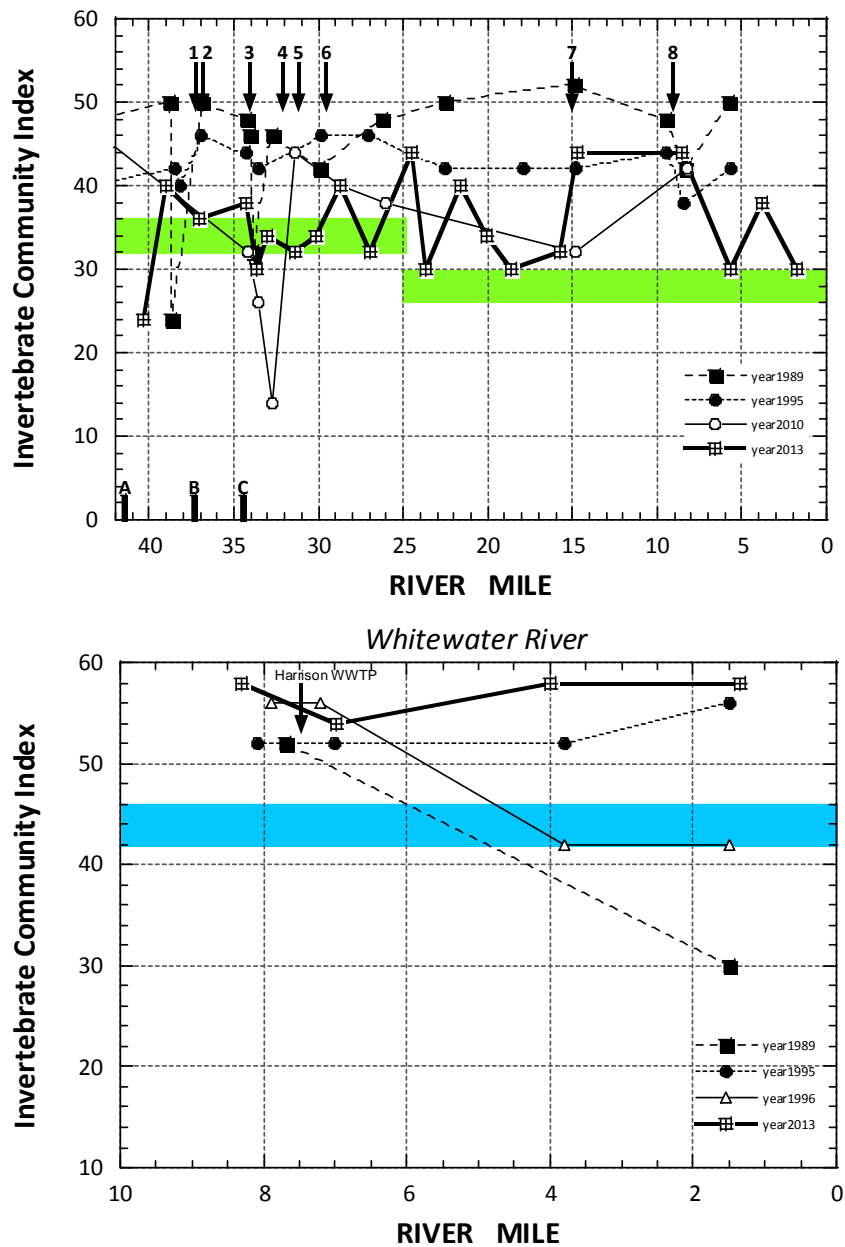 Invertebrate Community Index
60
50
40
30
20
10
0
1 2 3 4 5 6 7 8
year1989
year1995
year2010
year2013
A B C
40 35 30 25 20 15 10 5 0
RIVER MILE
Whitewater River
Invertebrate Community Index
60
50
40
30
20
10
Harrison WWTP
year1989
year1995
year1996
year2013
10 8 6 4 2 0
RIVER MILE